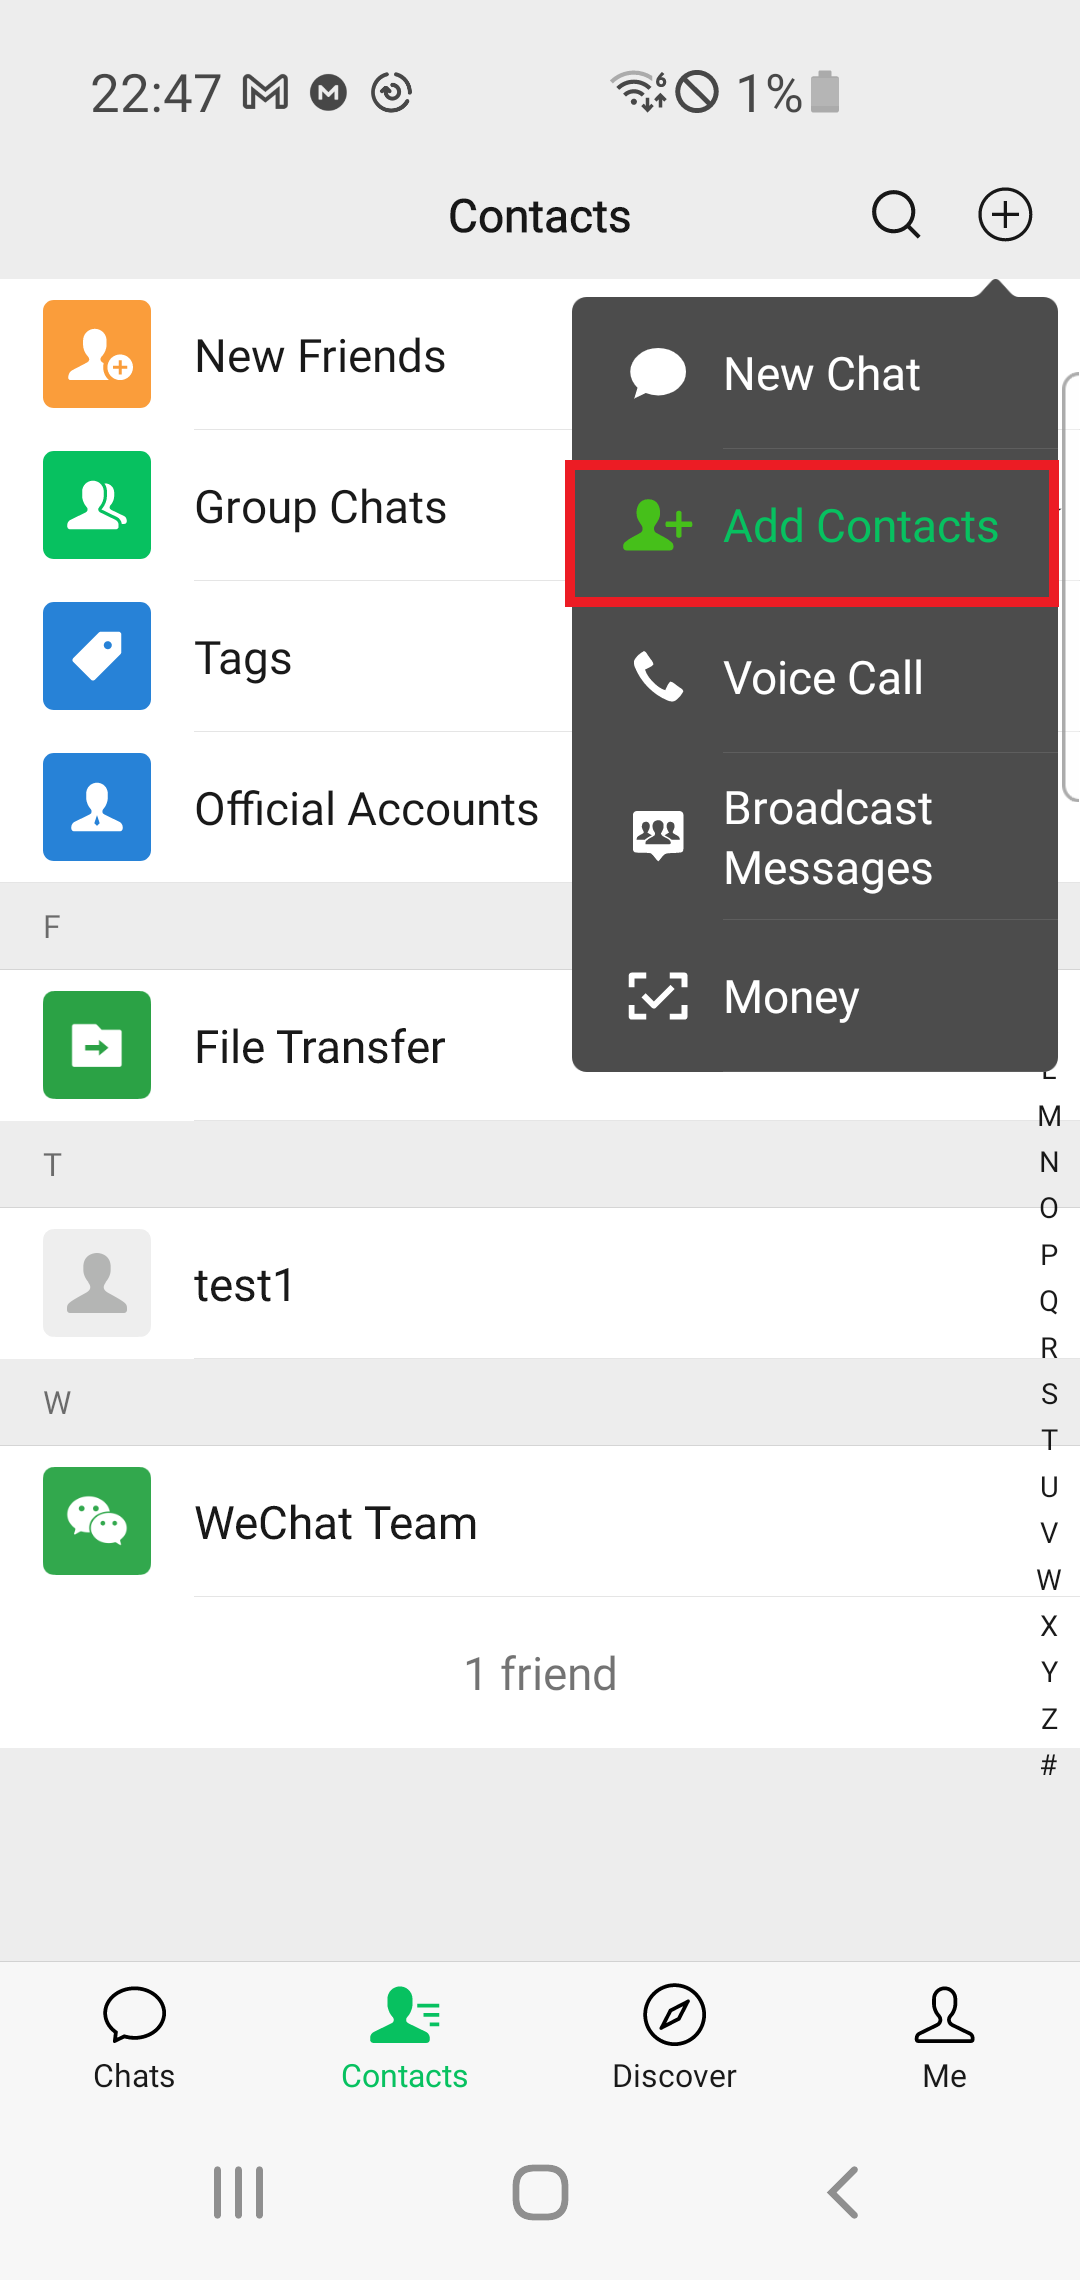 22:47
6
1%
Contacts
New Friends
New Chat
Group Chats
Add Contacts
Tags
Voice Call
Official Accounts
Broadcast
Messages
F
Money
File Transfer
L
M
T
N
O
P
test1
Q
R
W
S
T
U
WeChat Team
V
W
X
1 friend
Y
Z
#
Chats
Contacts
Discover
Me